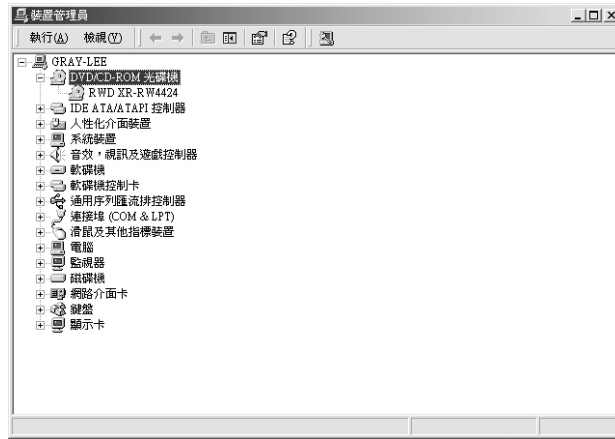 裝置管理員
執行(A) 檢視(V)
GRAY-LEE
DVD/CD-ROM 光碟機
RWD XR-RW4424
IDE ATA/ATAPI 控制器
人性化介面裝置
系統裝置
音效，視訊及遊戲控制器
軟碟機
軟碟機控制卡
通用序列匯流排控制器
連接埠 (COM & LPT)
滑鼠及其他指標裝置
電腦
監視器
磁碟機
網路介面卡
鍵盤
顯示卡